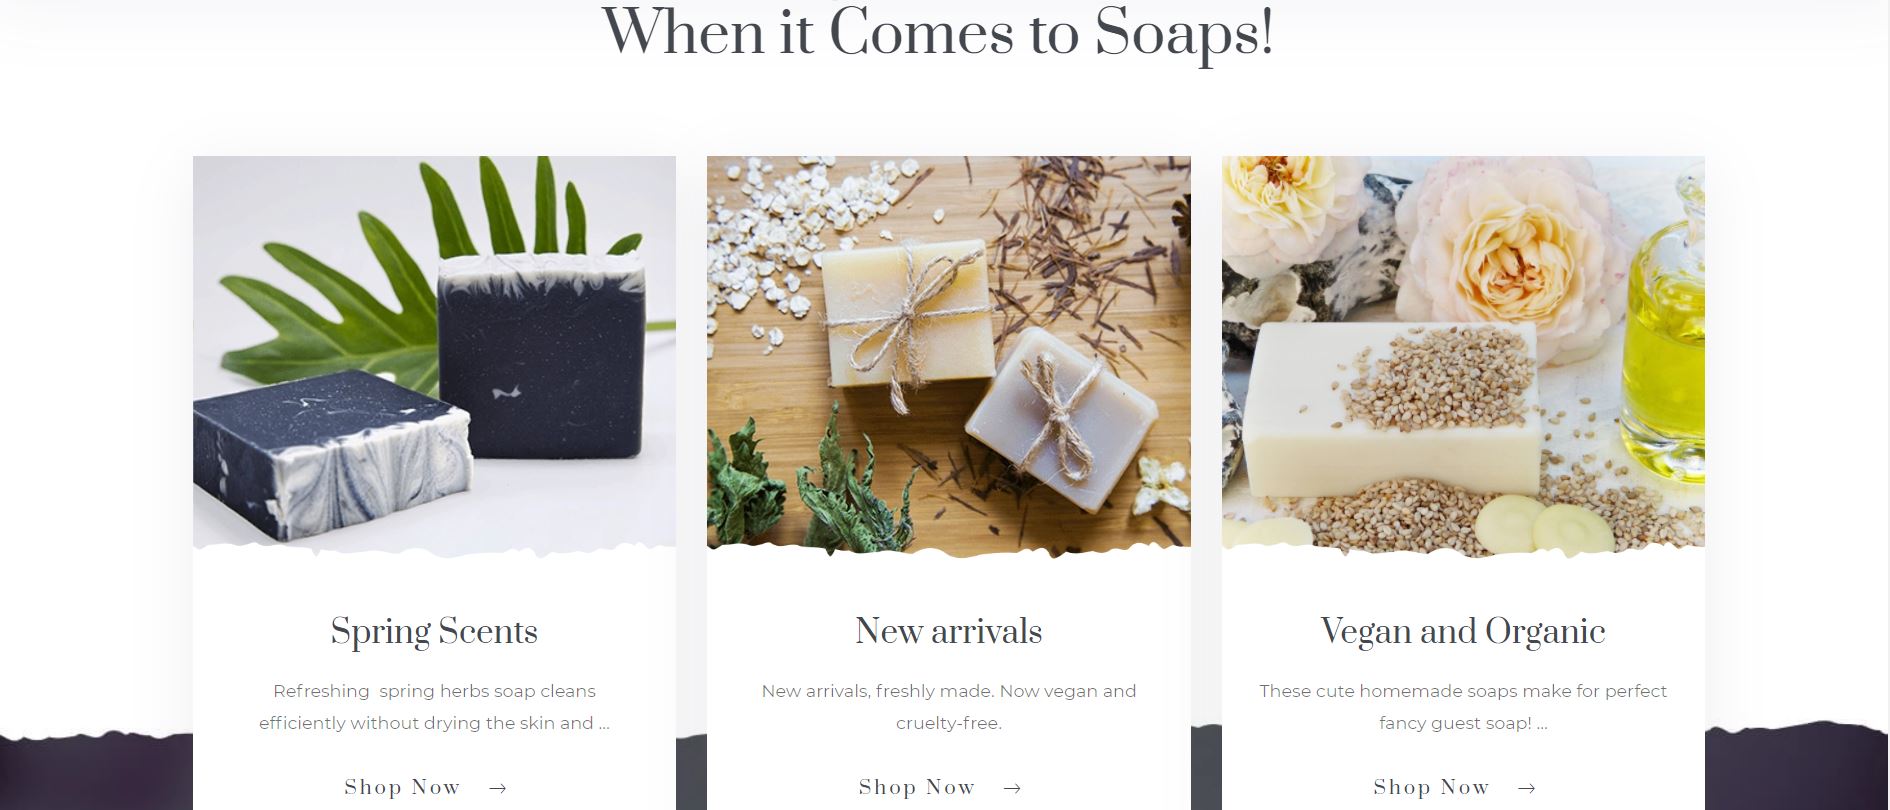 When it Comes to Soaps!
Spring Scents
Refreshing  spring herbs soap cleans
efficiently without drying the skin and ...
Shop Now →
New arrivals
New arrivals, freshly made. Now vegan and
cruelty-free.
Shop Now →
Vegan and Organic
These cute homemade soaps make for perfect
fancy guest soap! ...
Shop Now →